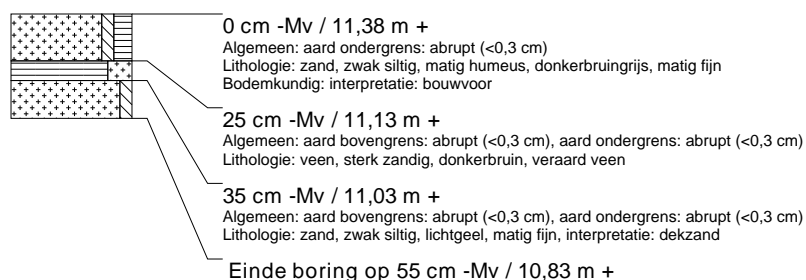 0 cm -Mv / 11,38 m +
Algemeen: aard ondergrens: abrupt (<0,3 cm)
Lithologie: zand, zwak siltig, matig humeus, donkerbruingrijs, matig fijn
Bodemkundig: interpretatie: bouwvoor
25 cm -Mv / 11,13 m +
Algemeen: aard bovengrens: abrupt (<0,3 cm), aard ondergrens: abrupt (<0,3 cm)
Lithologie: veen, sterk zandig, donkerbruin, veraard veen
35 cm -Mv / 11,03 m +
Algemeen: aard bovengrens: abrupt (<0,3 cm), aard ondergrens: abrupt (<0,3 cm)
Lithologie: zand, zwak siltig, lichtgeel, matig fijn, interpretatie: dekzand
Einde boring op 55 cm -Mv / 10,83 m +